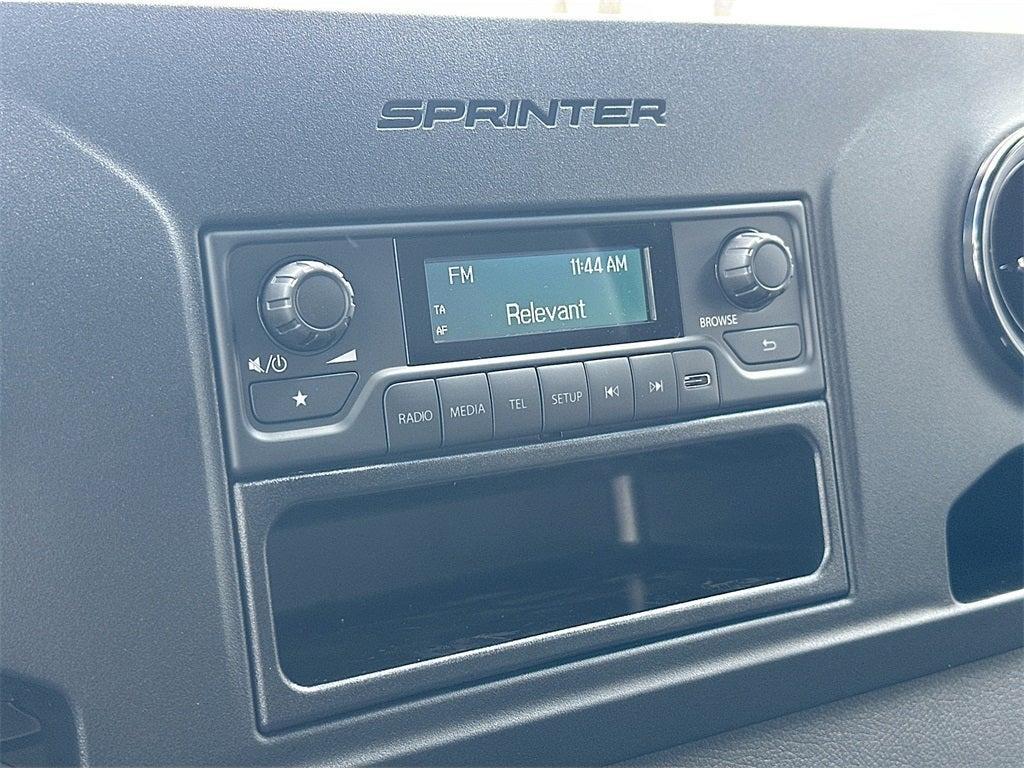 SPRINTER
FM 11:44 AM
TA
Relevant
AF
BROWSE
RADIO MEDIA TEL SETUP